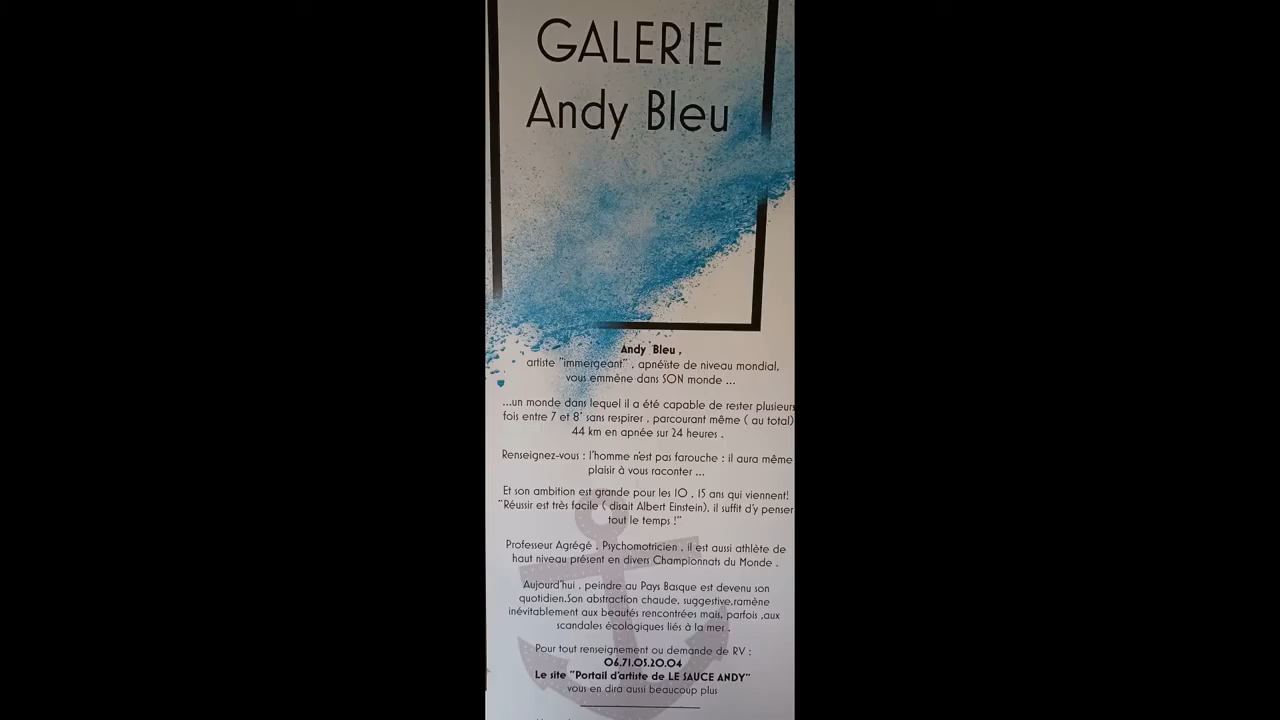 GALERIE
Andy Bleu
Andy Bleu ,
artiste "immergeant" , apnéïste de niveau mondial,
vous emmène dans SON monde ...
...un monde dans lequel il a été capable de rester plusieurs
fois entre 7 et 8' sans respirer , parcourant même ( au total)
44 km en apnée sur 24 heures .
Renseignez-vous : l'homme n'est pas farouche : il aura même
plaisir à vous raconter ...
Et son ambition est grande pour les 10 , 15 ans qui viennent!
"Réussir est très facile ( disait Albert Einstein), il suffit d'y penser
tout le temps !"
Professeur Agrégé , Psychomotricien , il est aussi athlète de
haut niveau présent en divers Championnats du Monde .
Aujourd'hui , peindre au Pays Basque est devenu son
quotidien.Son abstraction chaude, suggestive,ramène
inévitablement aux beautés rencontrées mais, parfois ,aux
scandales écologiques liés à la mer .
Pour tout renseignement ou demande de RV :
06.71.05.20.04
Le site "Portail d'artiste de LE SAUCE ANDY"
vous en dira aussi beaucoup plus